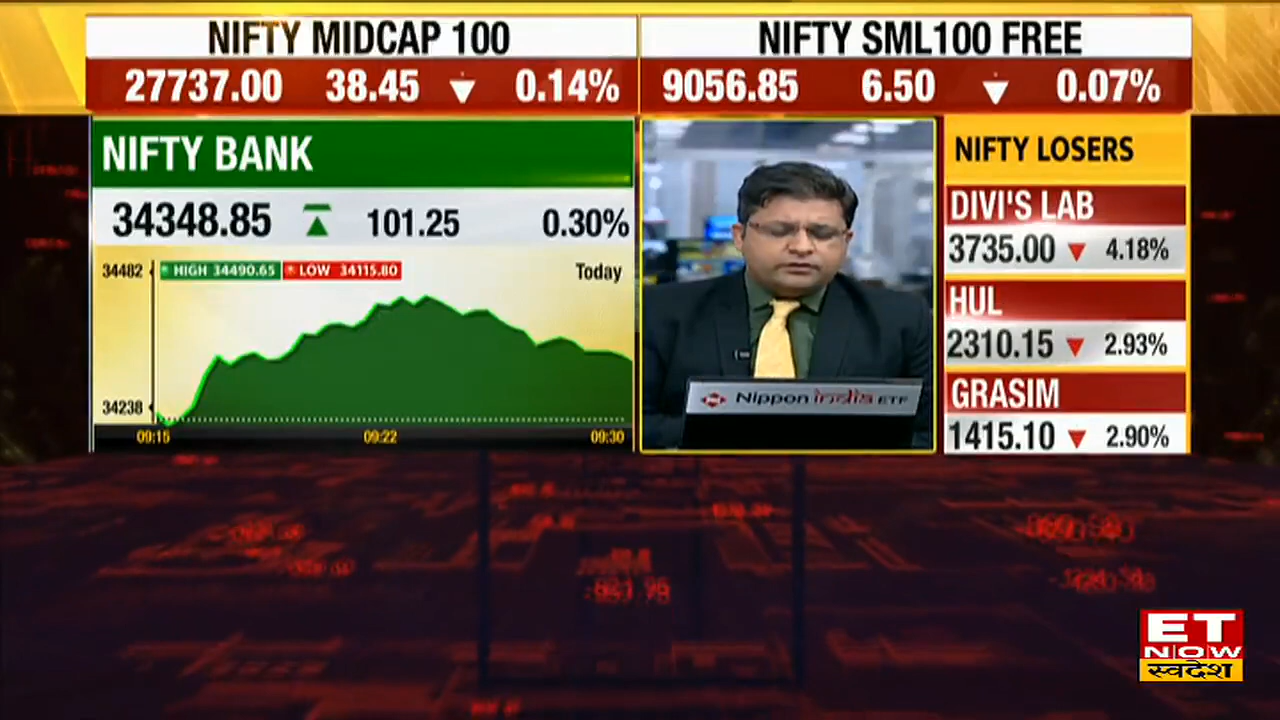 NIFTY MIDCAP 100
27737.00 38.45 ▼ 0.14%
NIFTY SML100 FREE
9056.85 6.50 ▼ 0.07%
NIFTY BANK
34348.85 ▲ 101.25 0.30%
34482 HIGH 34490.65 LOW 34115.80 Today
34238
09:15 09:22 09:30
Nippon india ETF
NIFTY LOSERS
DIVI'S LAB
3735.00 ▼ 4.18%
HUL
2310.15 ▼ 2.93%
GRASIM
1415.10 ▼ 2.90%
ET
NOW
स्वदेश